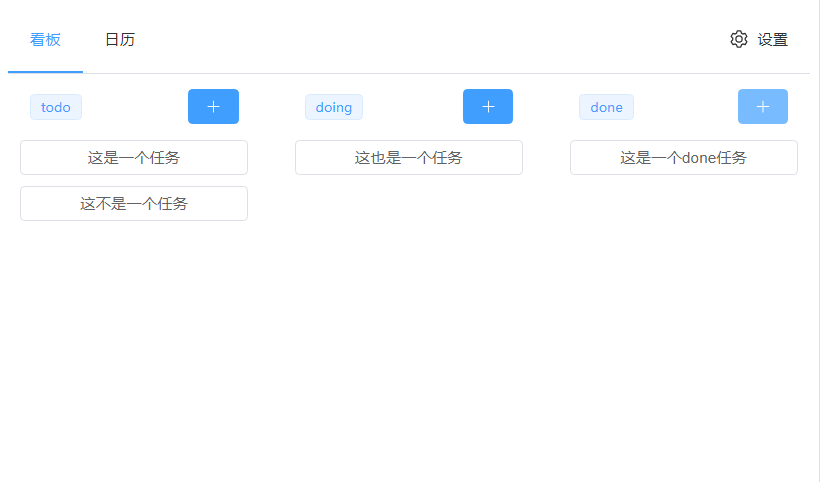 看板 日历 设置
todo doing done
这是一个任务 这也是一个任务 这是一个done任务
这不是一个任务